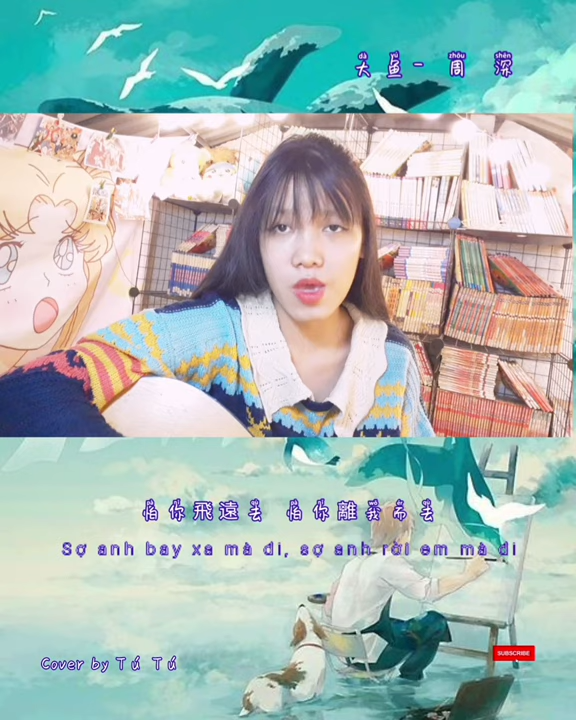 大鱼- 周 深
dà yú zhōu shēn
怕你飛遠去 怕你離我而去
Sợ anh bay xa mà đi, sợ anh rời em mà đi
Cover by Tú Tú
SUBSCRIBE